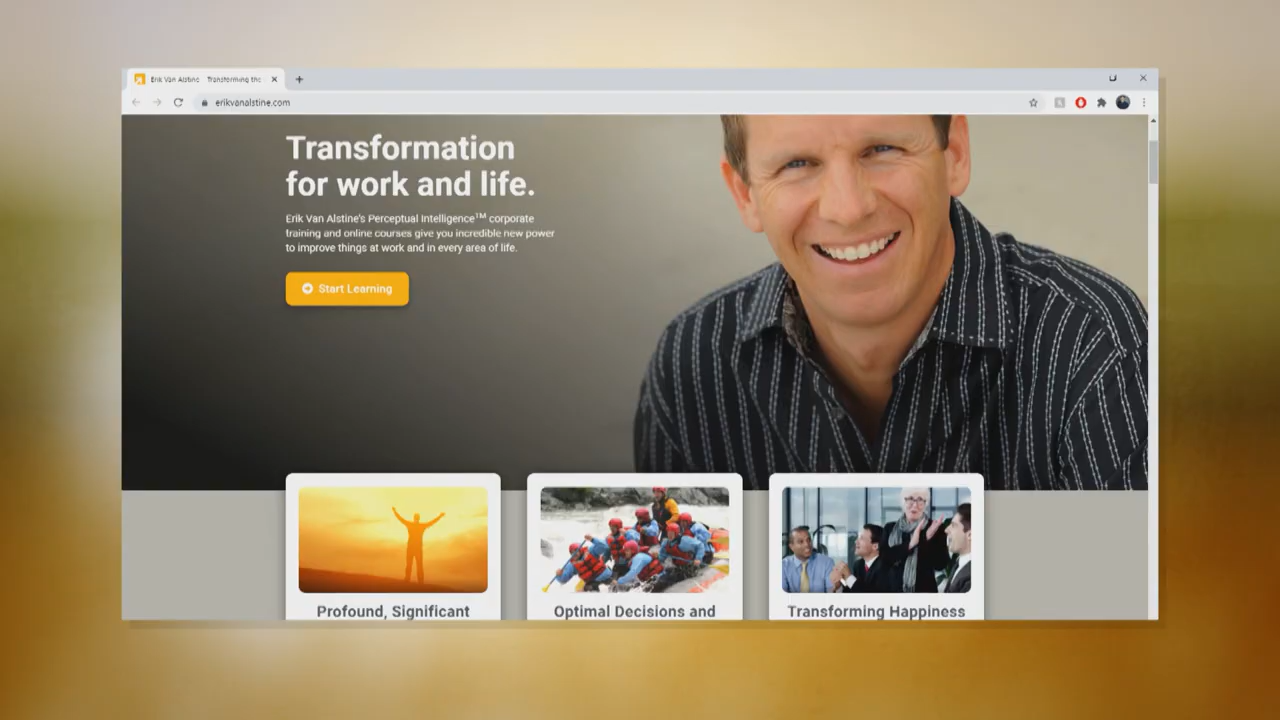 Erik Van Alstine Transforming the
erikvanalstine.com
Transformation
for work and life.
Erik Van Alstine's Perceptual Intelligence™ corporate
training and online courses give you incredible new power
to improve things at work and in every area of life.
Start Learning
Profound, Significant
Optimal Decisions and
Transforming Happiness